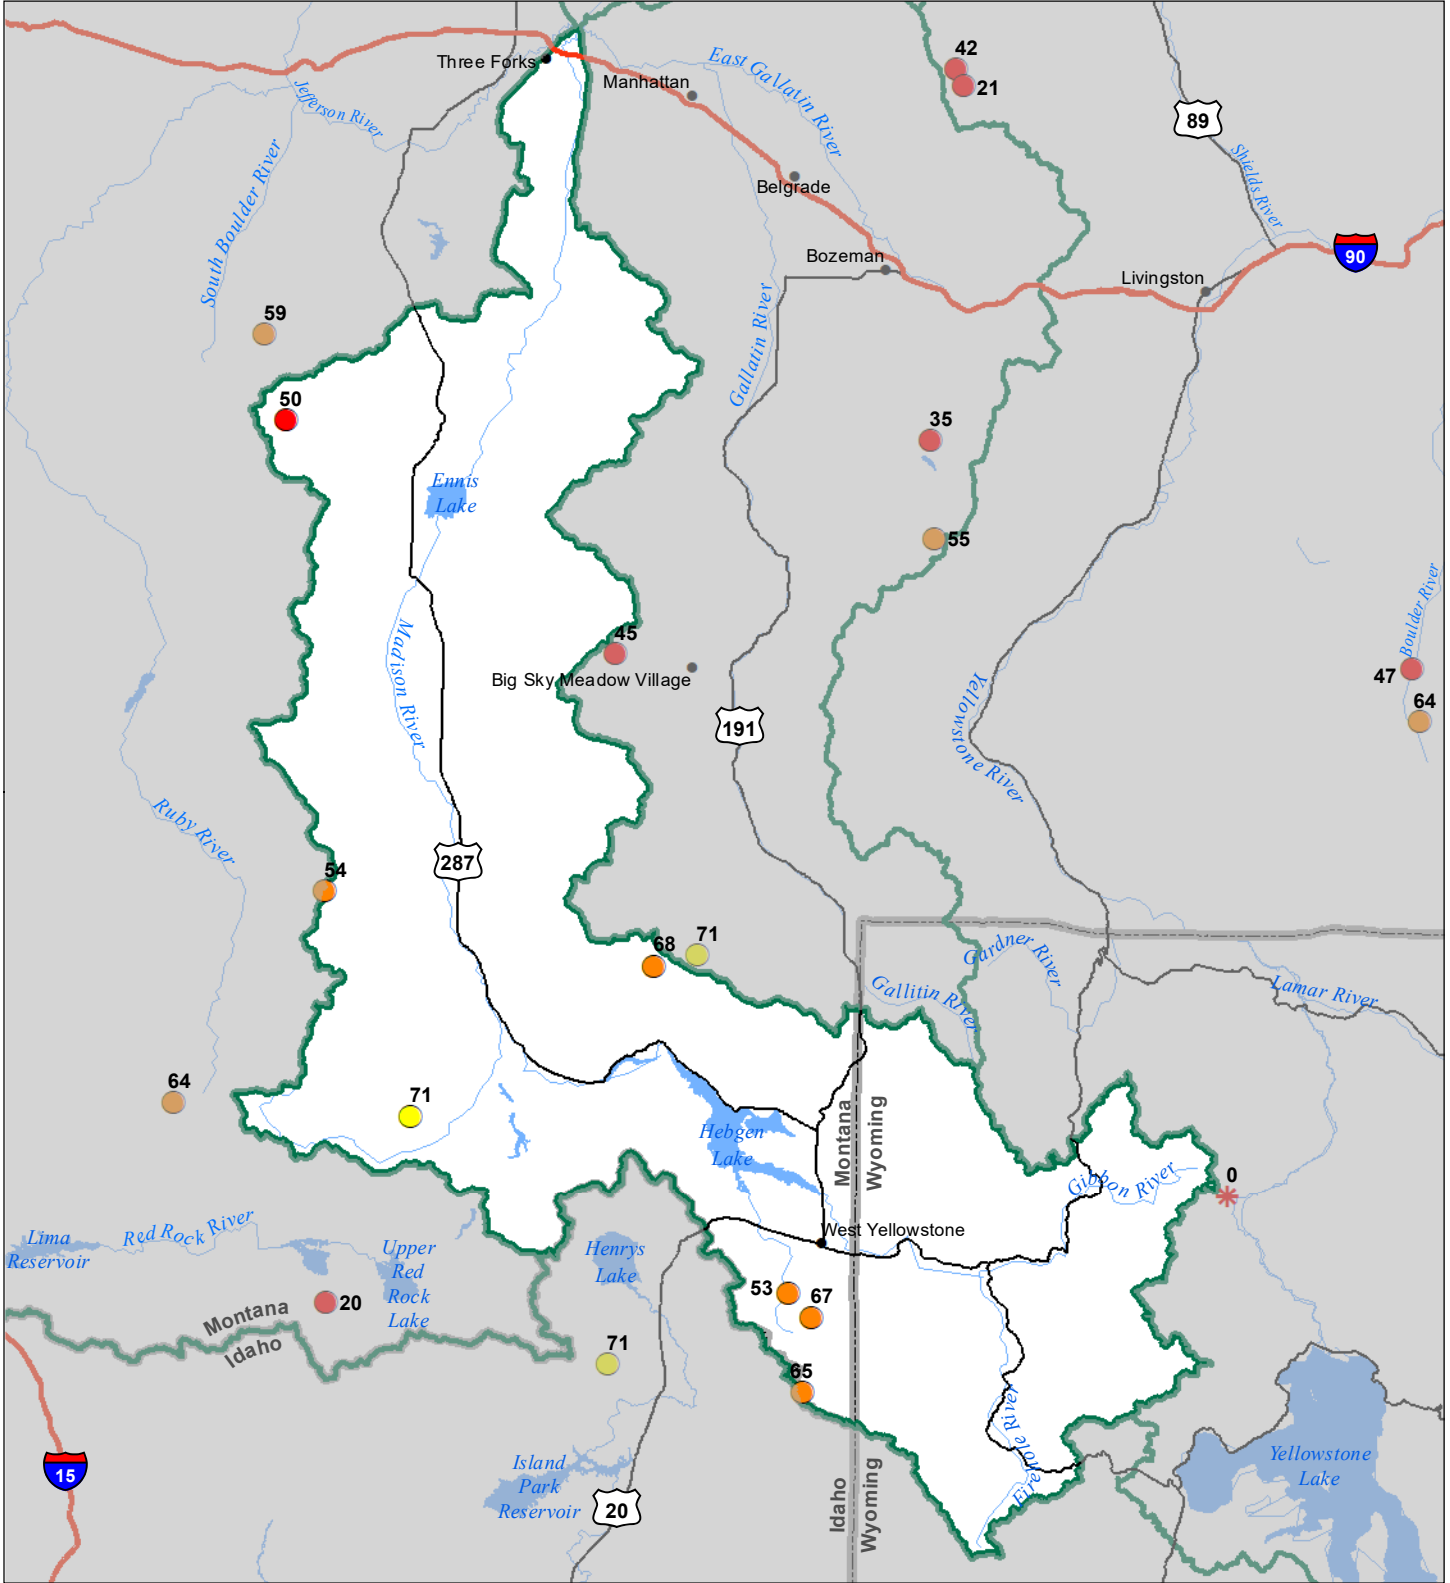 Three Forks
Manhattan
East Gallatin River
42
21
89
Jefferson River
South Boulder River
Belgrade
Shields River
Bozeman
Livingston
90
59
Gallatin River
50
35
Ennis
Lake
55
45
Big Sky Meadow Village
Madison River
191
Boulder River
47
64
Yellowstone River
Ruby River
287
54
68
71
Gardner River
Gallitin River
Lamar River
64
71
Hebgen
Lake
Montana
Wyoming
Gibbon River
0
Lima
Reservoir
Red Rock River
Upper
Red
Rock
Lake
Henrys
Lake
West Yellowstone
20
Montana
Idaho
53
67
71
65
Firehole River
15
Island
Park
Reservoir
20
Idaho
Wyoming
Yellowstone
Lake